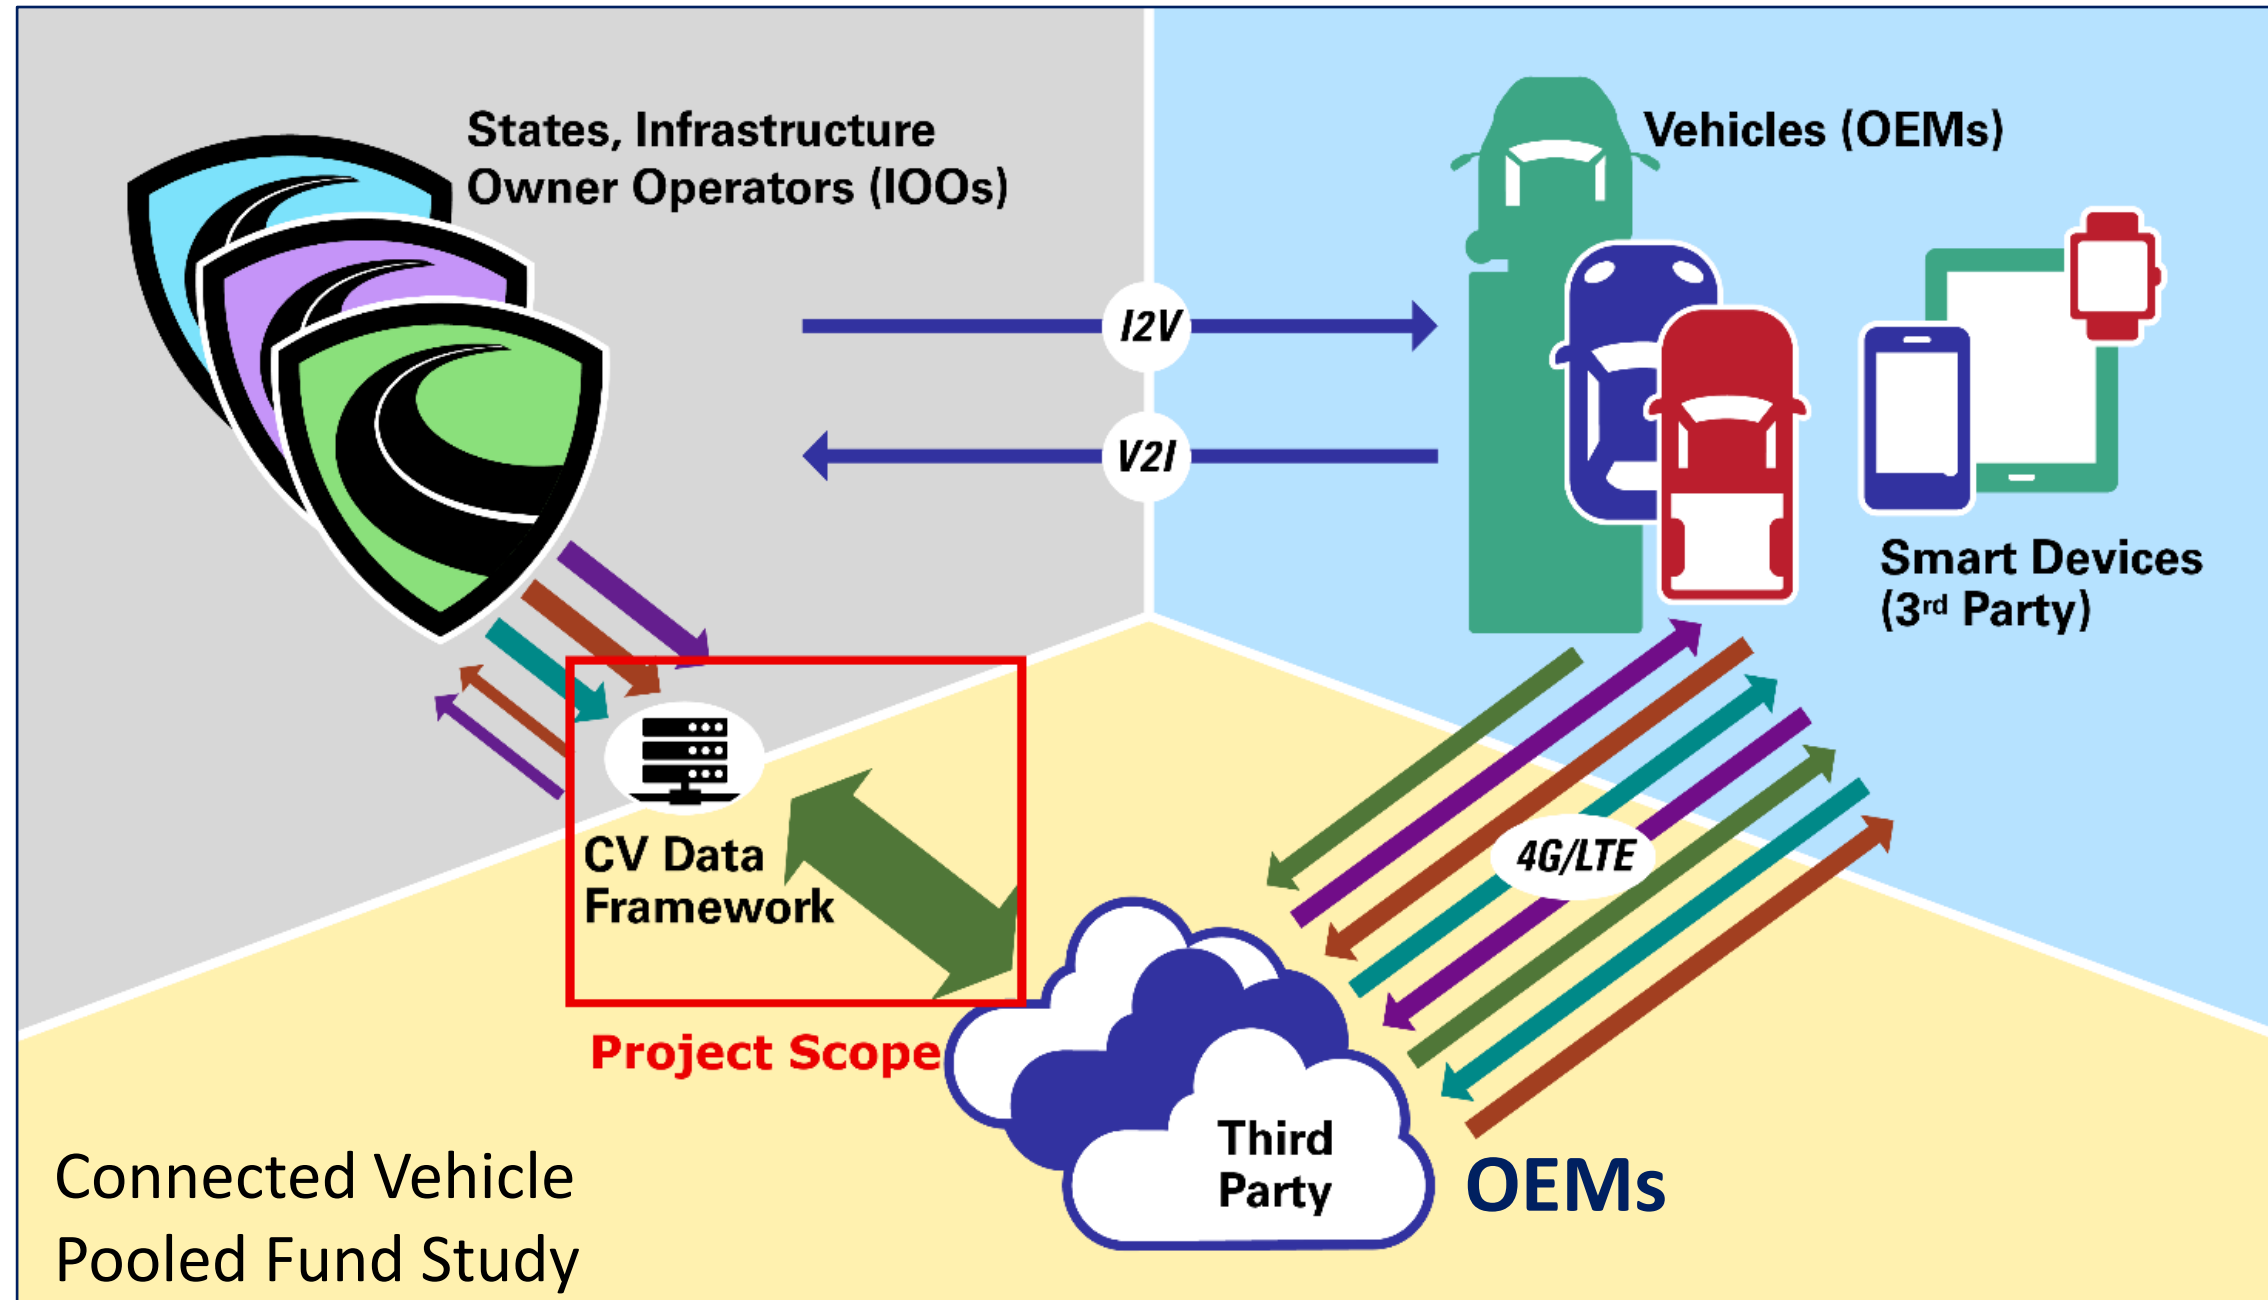 States, Infrastructure
Owner Operators (IOOs)
Vehicles (OEMs)
I2V
V2I
Smart Devices
(3rd Party)
4G/LTE
CV Data
Framework
Project Scope
Third
Party
OEMs
Connected Vehicle
Pooled Fund Study